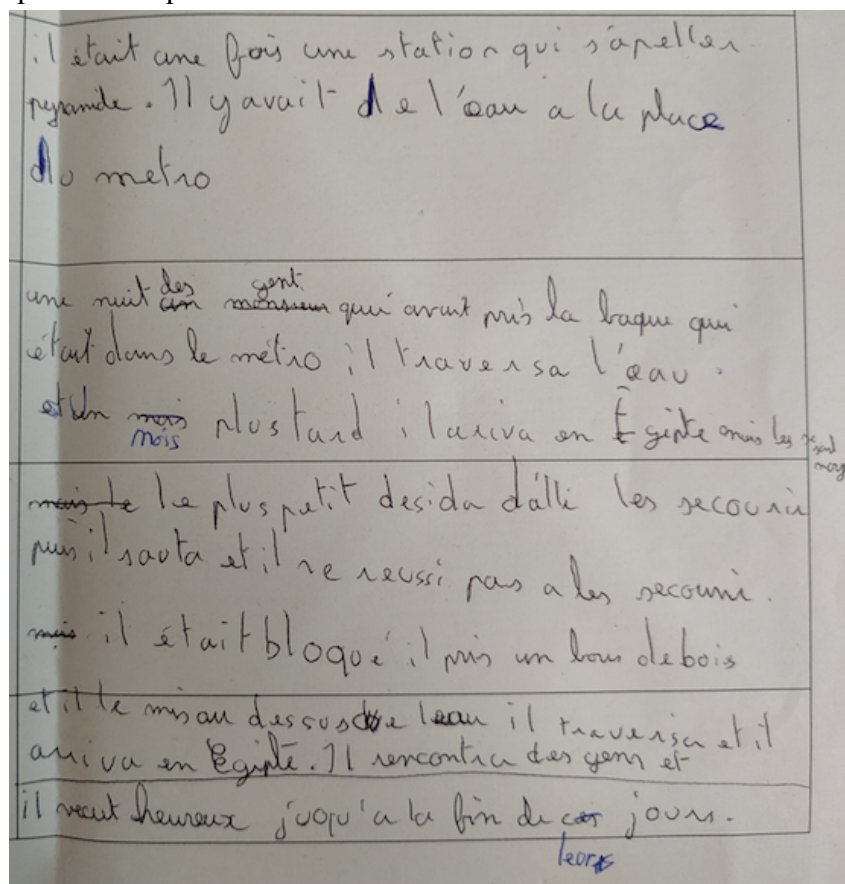 il était une fois une station qui s'apeller
pyramide. Il y avait de l'eau a la place
du metro
une nuit des gent qui avait pris la baque qui
était dans le métro il traversa l'eau.
et un mois plus tard il ariva en Égipte mais les
le plus petit desida d'alli les secourir
puis il sauta et il ne reussi pas a les secourir.
il était bloqué il pris un bous de bois
et il le mis au dessus de l'eau il traversa et il
ariva en Egipte. Il rencontra des gens et
il vecut heureux juqu'a la fin de leors jours.